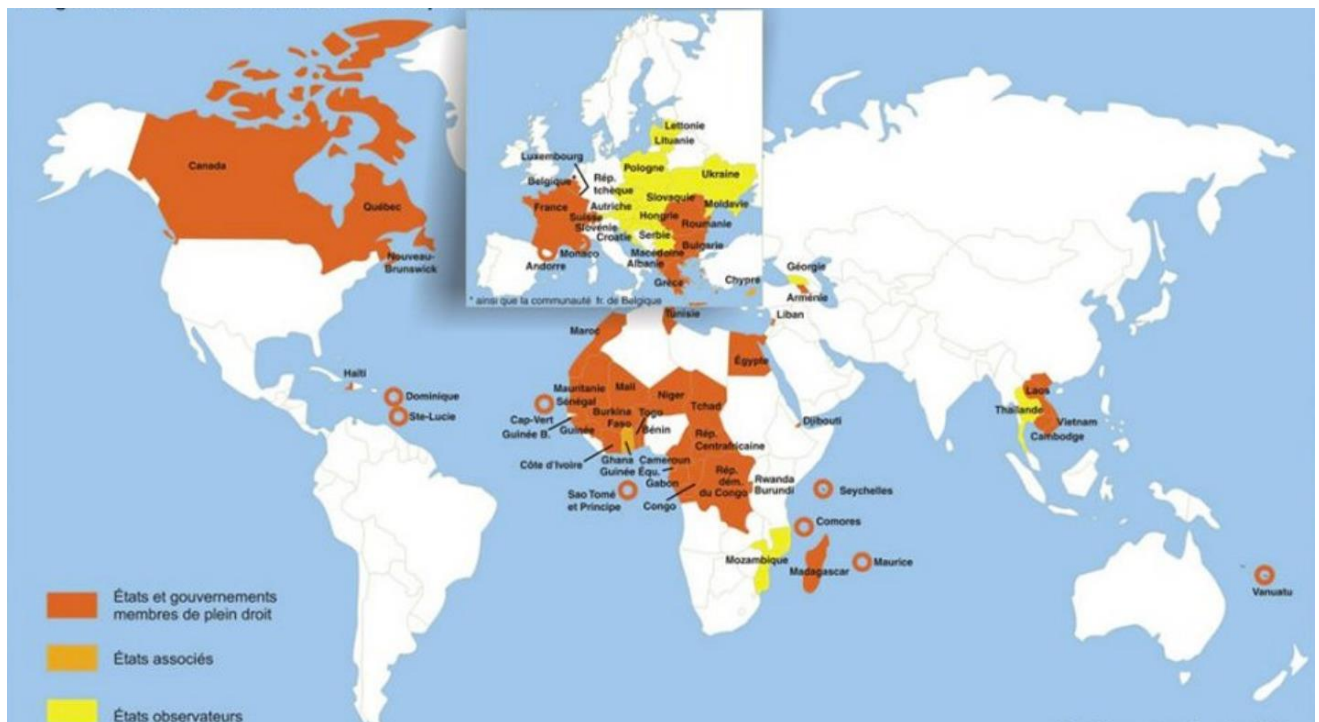 Canada
Québec
Nouveau-
Brunswick
Lettonie
Lituanie
Luxembourg
Pologne
Ukraine
Belgique
Rép.
tchèque
Slovaquie
Moldavie
France
Autriche
Hongrie
Suisse
Roumanie
Slovénie
Croatie
Serbie
Bulgarie
Monaco
Macédoine
Andorre
Albanie
Grèce
Chypre
* ainsi que la communauté fr. de Belgique
Géorgie
Arménie
Liban
Tunisie
Maroc
Égypte
Haïti
Dominique
Ste-Lucie
Mauritanie
Mali
Niger
Sénégal
Tchad
Cap-Vert
Burkina
Faso
Togo
Guinée B.
Guinée
Bénin
Djibouti
Laos
Thaïlande
Vietnam
Cambodge
Rép.
Centrafricaine
Côte d'Ivoire
Ghana
Cameroun
Guinée Équ.
Gabon
Rép.
dém.
du Congo
Rwanda
Burundi
Sao Tomé
et Principe
Congo
Seychelles
Comores
Mozambique
Madagascar
Maurice
Vanuatu
États et gouvernements
membres de plein droit
États associés
États observateurs